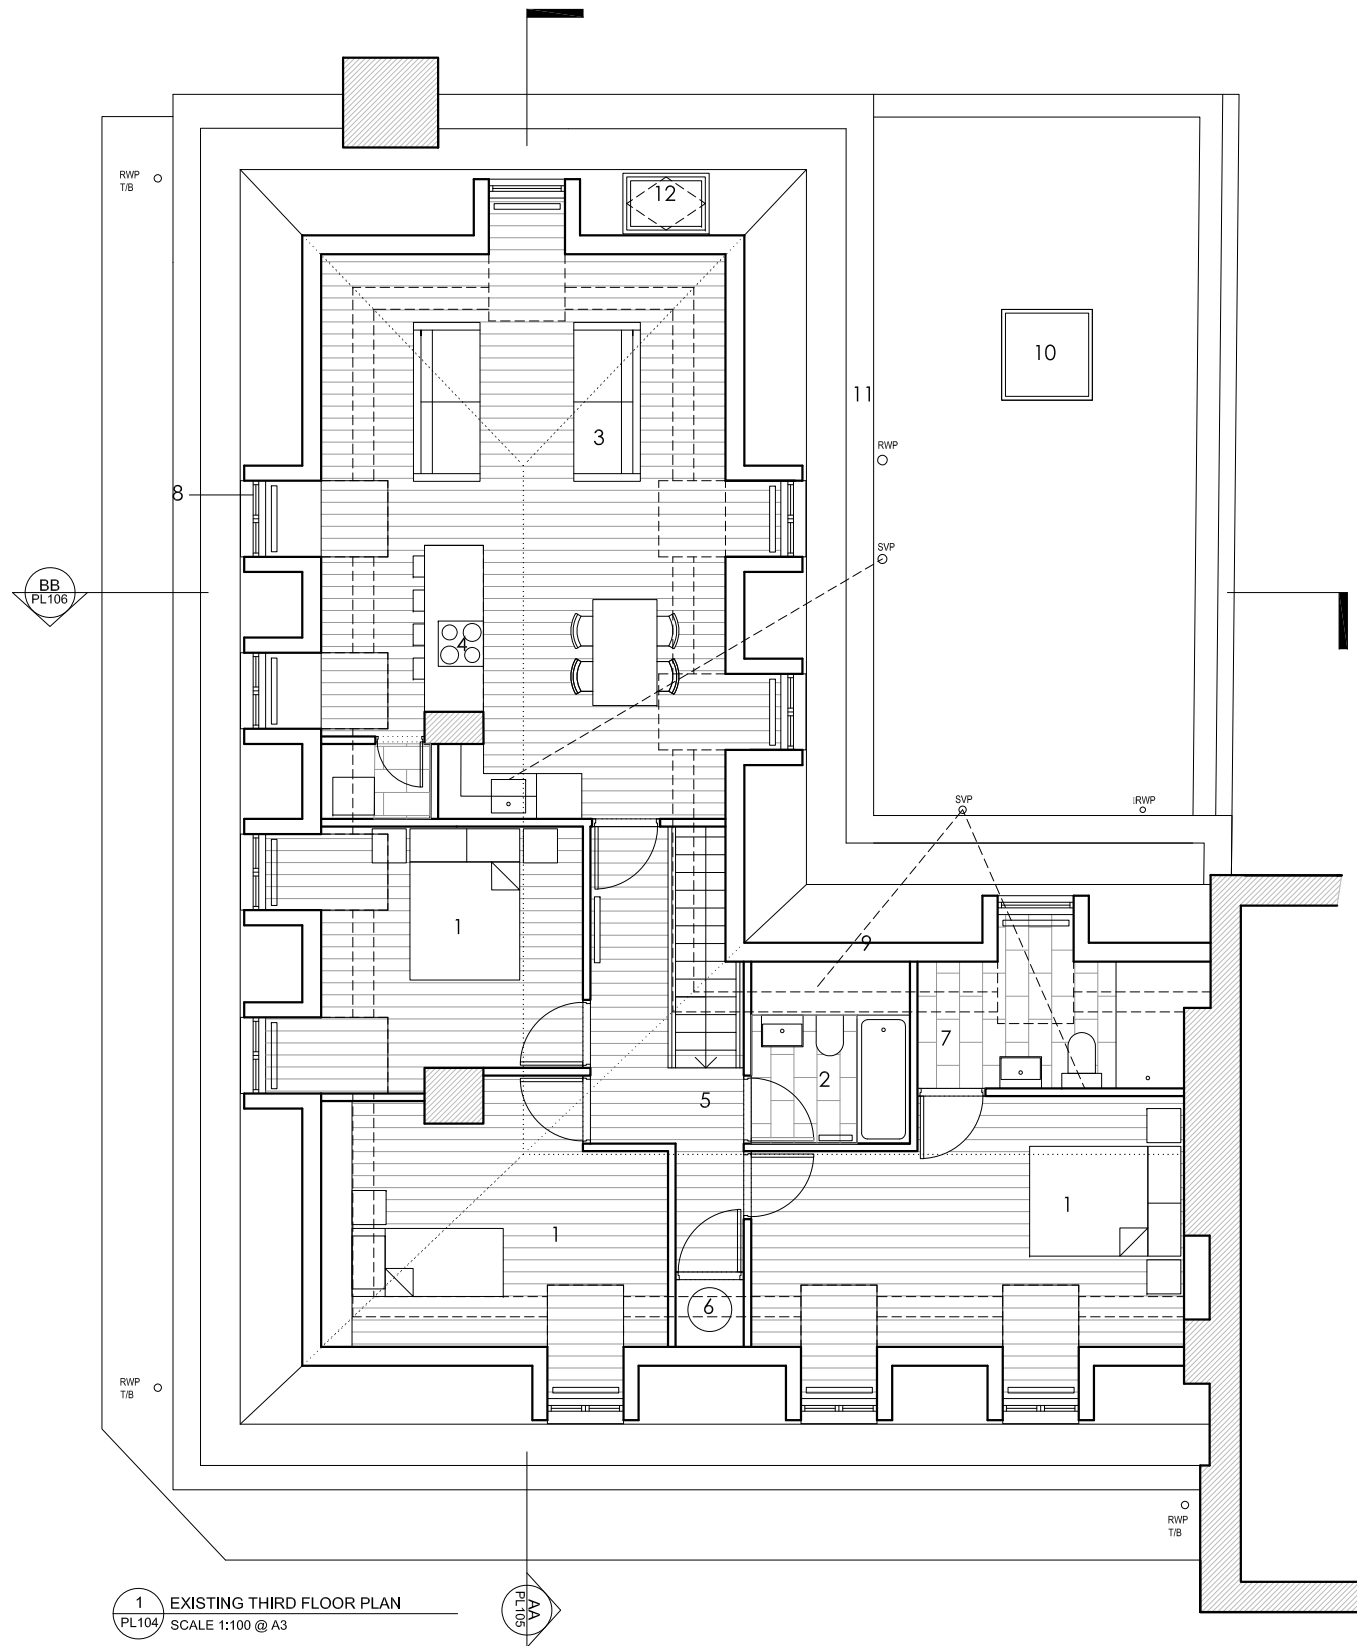 RWP
T/B
12
10
11
3
RWP
8
SVP
BB
PL106
4
SVP
RWP
1
9
7
2
5
1
1
6
RWP
T/B
RWP
T/B
1
PL104
EXISTING THIRD FLOOR PLAN
SCALE 1:100 @ A3
AA
PL105